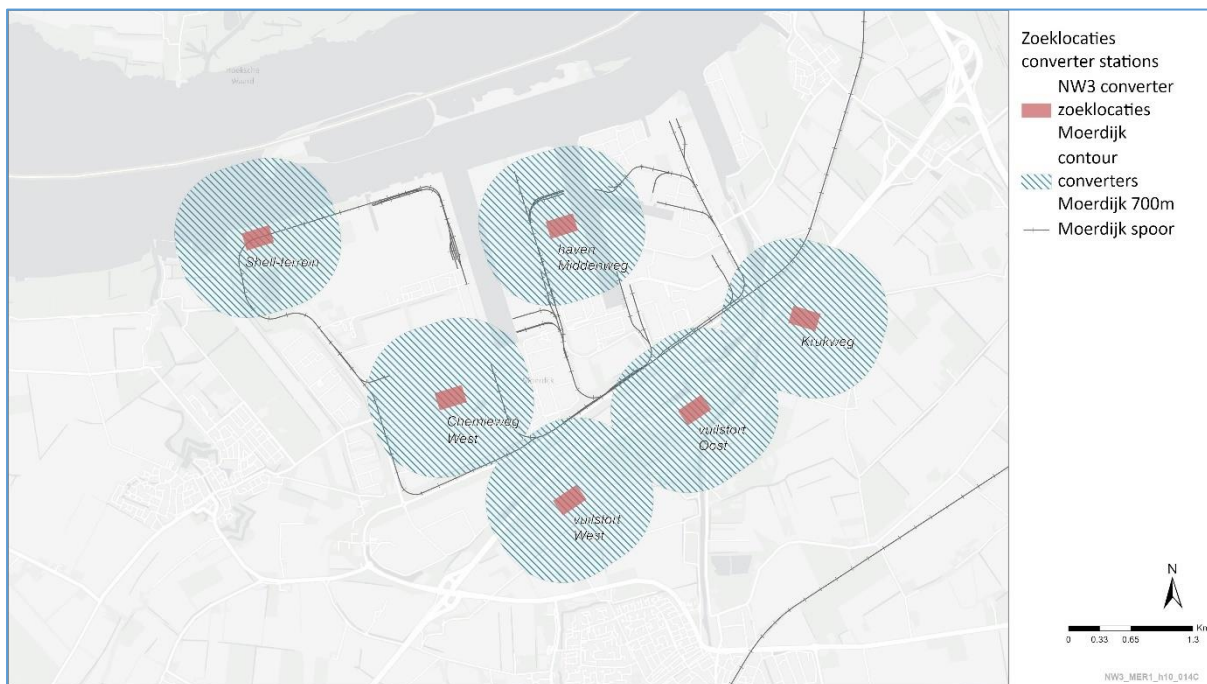 Zoeklocaties
converter stations
NW3 converter
zoeklocaties
Moerdijk
contour
converters
Moerdijk 700m
Moerdijk spoor
Shell-terrein
haven
Middenweg
Krukweg
Chemieweg
West
vuilstort
Oost
vuilstort
West
N
Km
0 0.33 0.65 1.3
NW3_MER1_h10_014C